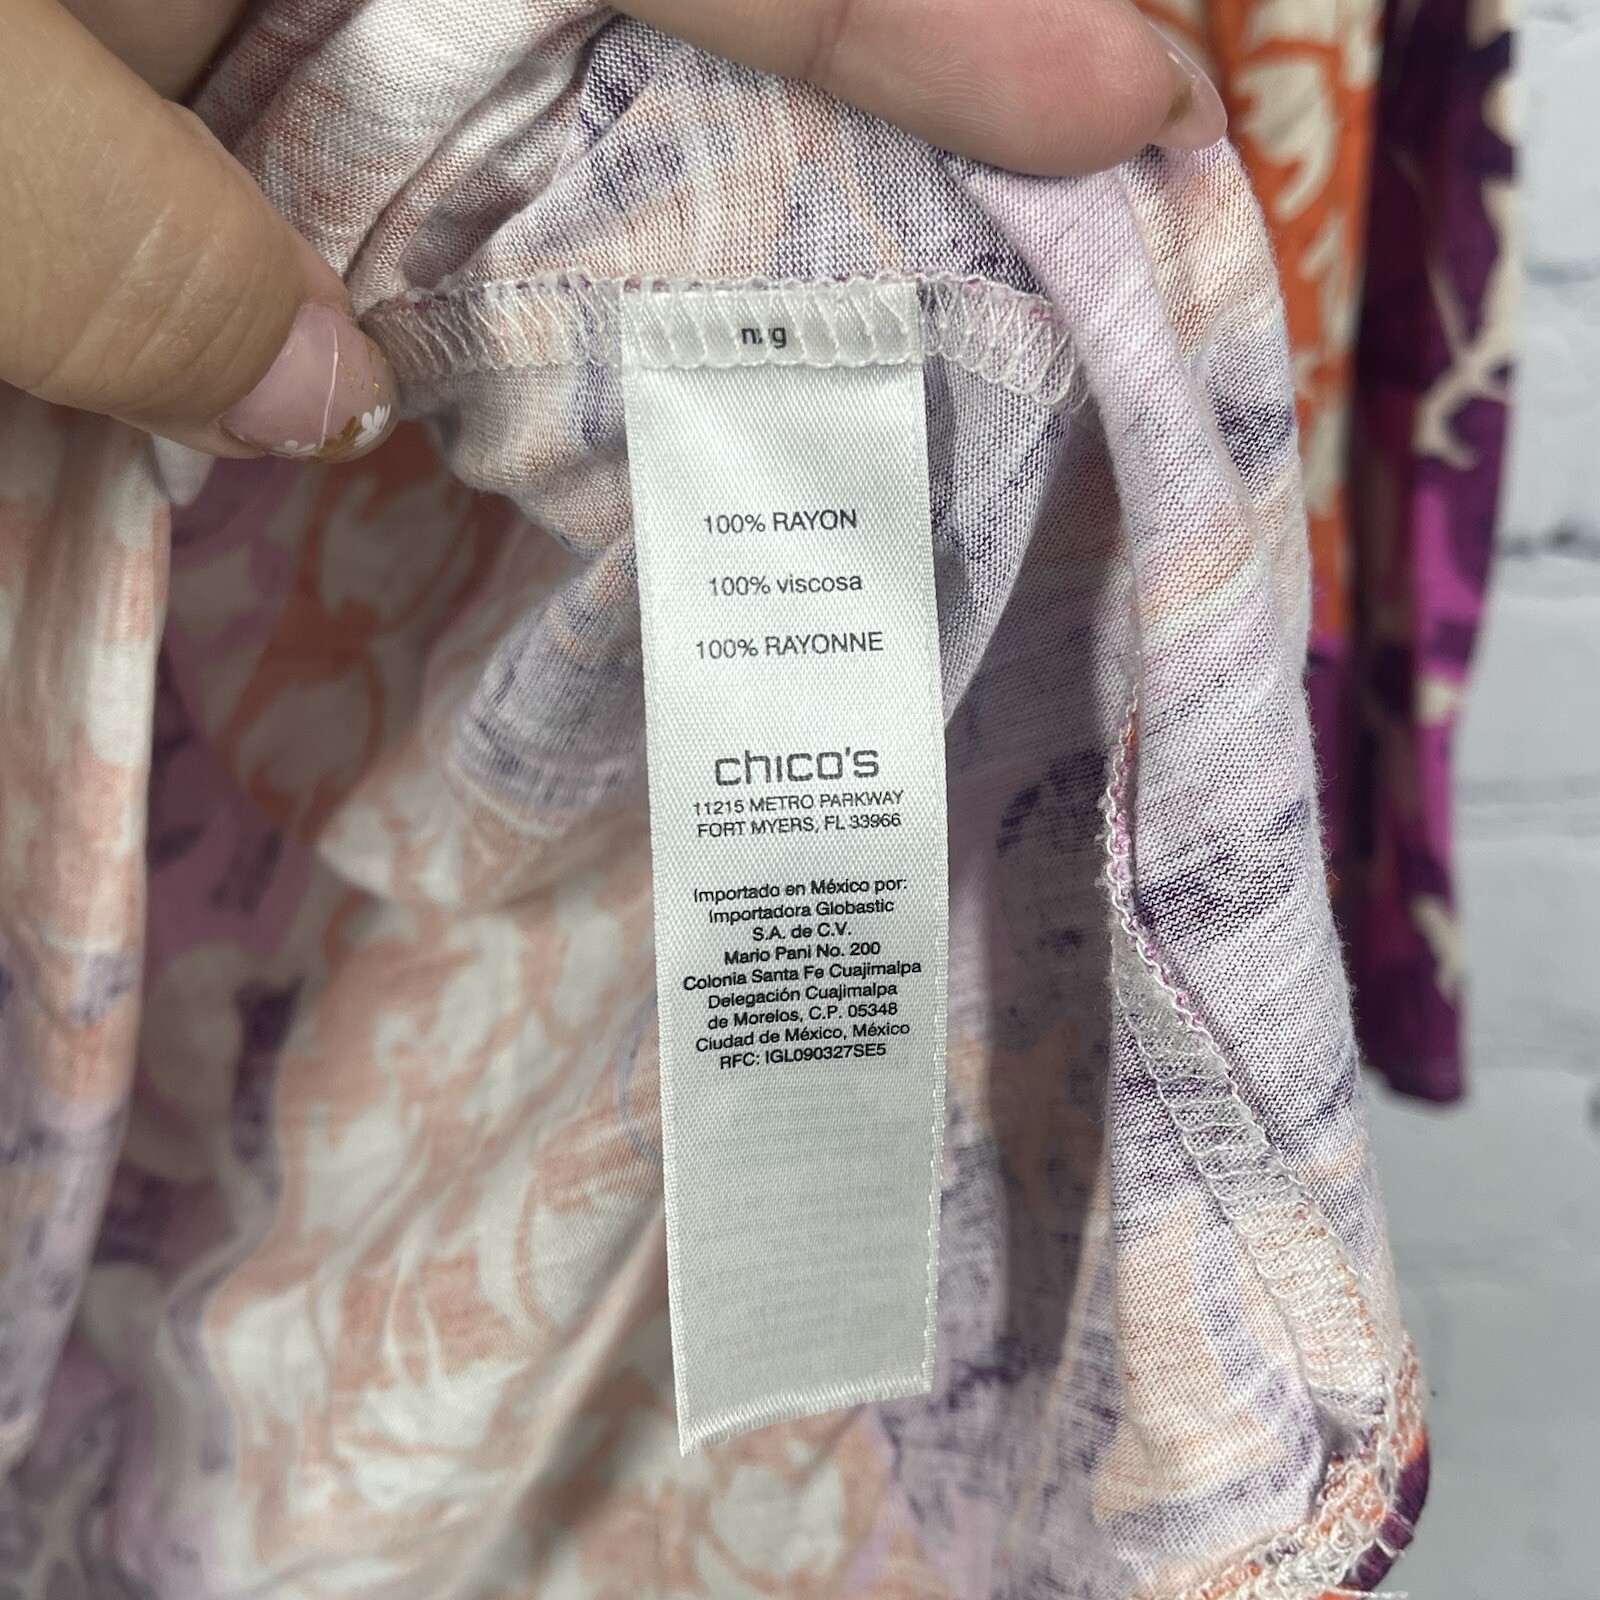 100% RAYON
100% viscosa
100% RAYONNE
chico's
11215 METRO PARKWAY
FORT MYERS, FL 33966
Importado en México por:
Importadora Globastic
S.A. de C.V.
Mario Pani No. 200
Colonia Santa Fe Cuajimalpa
Delegación Cuajimalpa
de Morelos, C.P. 05348
Ciudad de México, México
RFC: IGL090327SE5